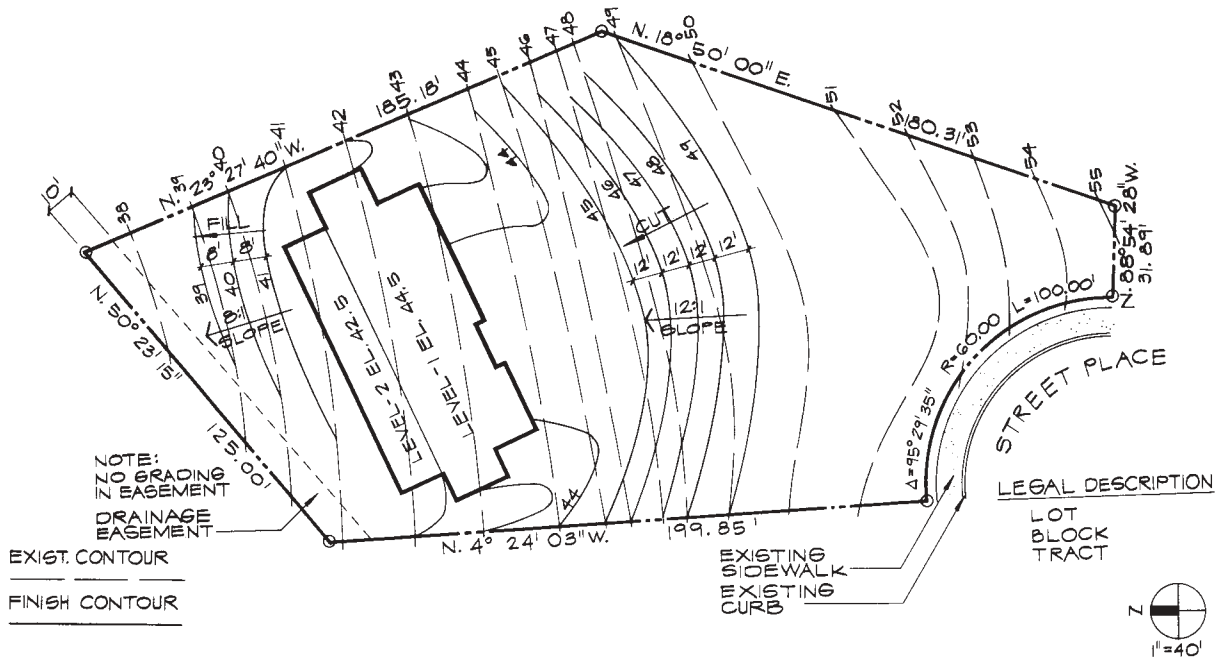 38
N. 23° 27' 40" W.
185.18'
39
40
41
42
43
44
45
46
47
48
49
N. 18° 50' 00" E.
180.31'
50
51
52
53
54
55
N. 88° 54' 28" W.
31.89'
10'
FILL
8'
8'
39
40
41
8:1
SLOPE
LEVEL-2 EL. 42.5
LEVEL-1 EL. 44.5
44
45
46
47
48
49
CUT
12'
12'
12'
12'
12:1
SLOPE
44
R=60.00
L=100.00'
Δ=95° 29' 35"
STREET PLACE
N. 50° 23' 15"
125.00'
NOTE:
NO GRADING
IN EASEMENT
DRAINAGE
EASEMENT
N. 4° 24' 03" W.
199.85'
EXIST. CONTOUR
FINISH CONTOUR
EXISTING
SIDEWALK
EXISTING
CURB
LEGAL DESCRIPTION
LOT
BLOCK
TRACT
N
1"=40'